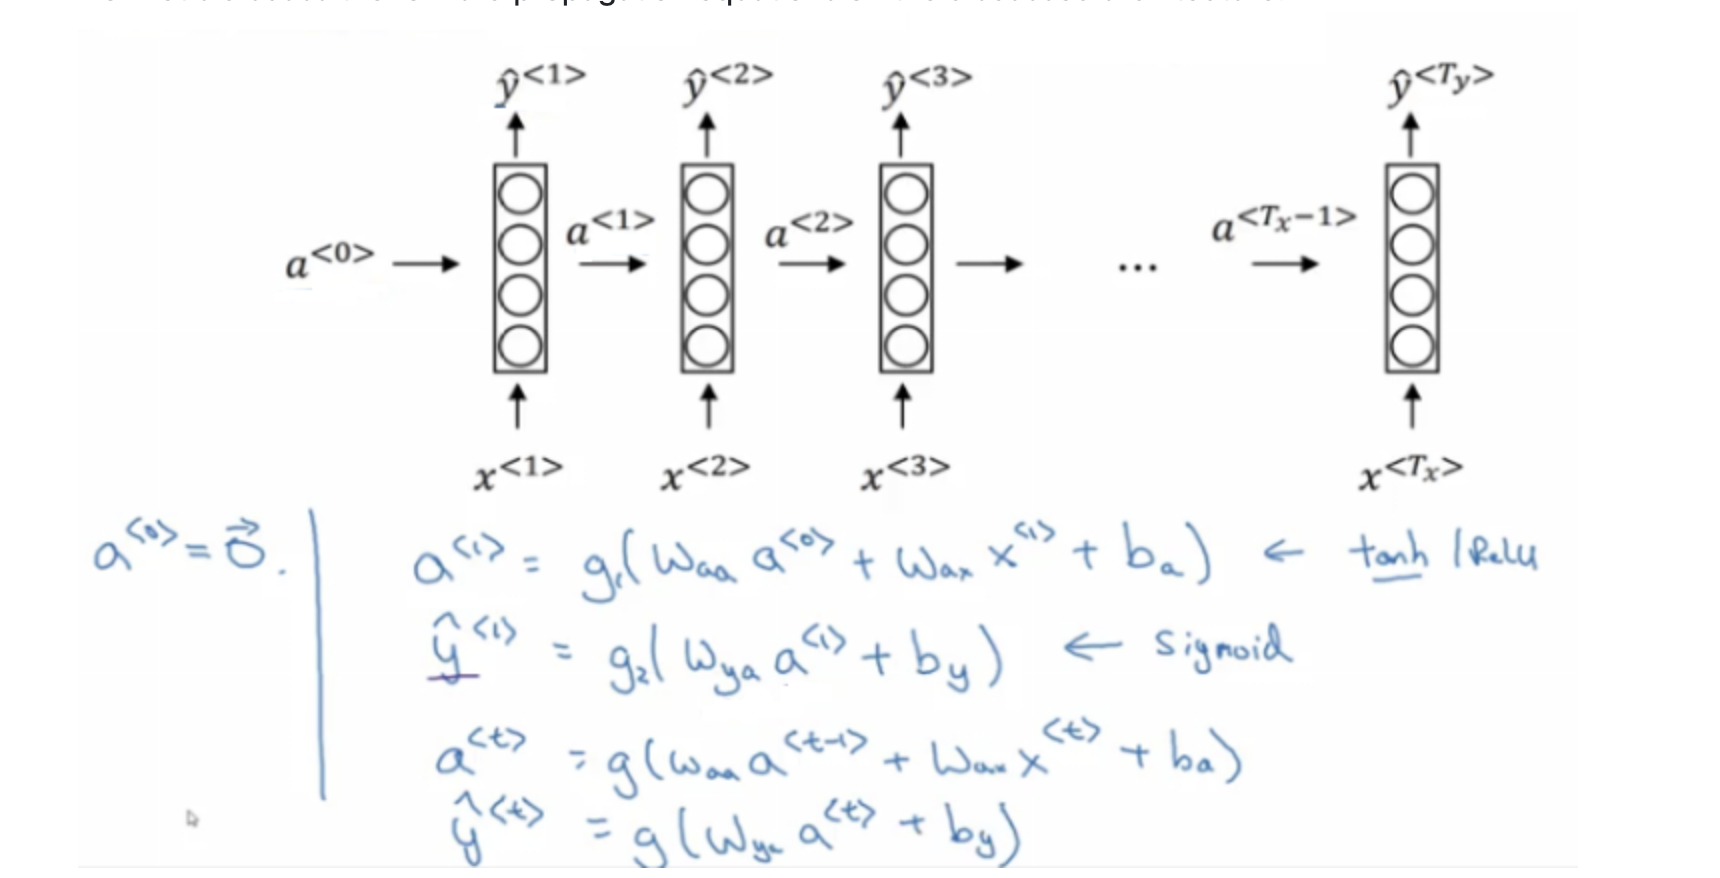 ŷ<1> ŷ<2> ŷ<3> ŷ<Ty>
a<0> a<1> a<2> ... a<Tx−1>
x<1> x<2> x<3> x<Tx>
a<0> = 0⃗.
a<1> = g₁(Waa a<0> + Wax x<1> + ba) ← tanh | ReLU
ŷ<1> = g₂(Wya a<1> + by) ← sigmoid
a<t> = g(Waa a<t-1> + Wax x<t> + ba)
ŷ<t> = g(Wya a<t> + by)